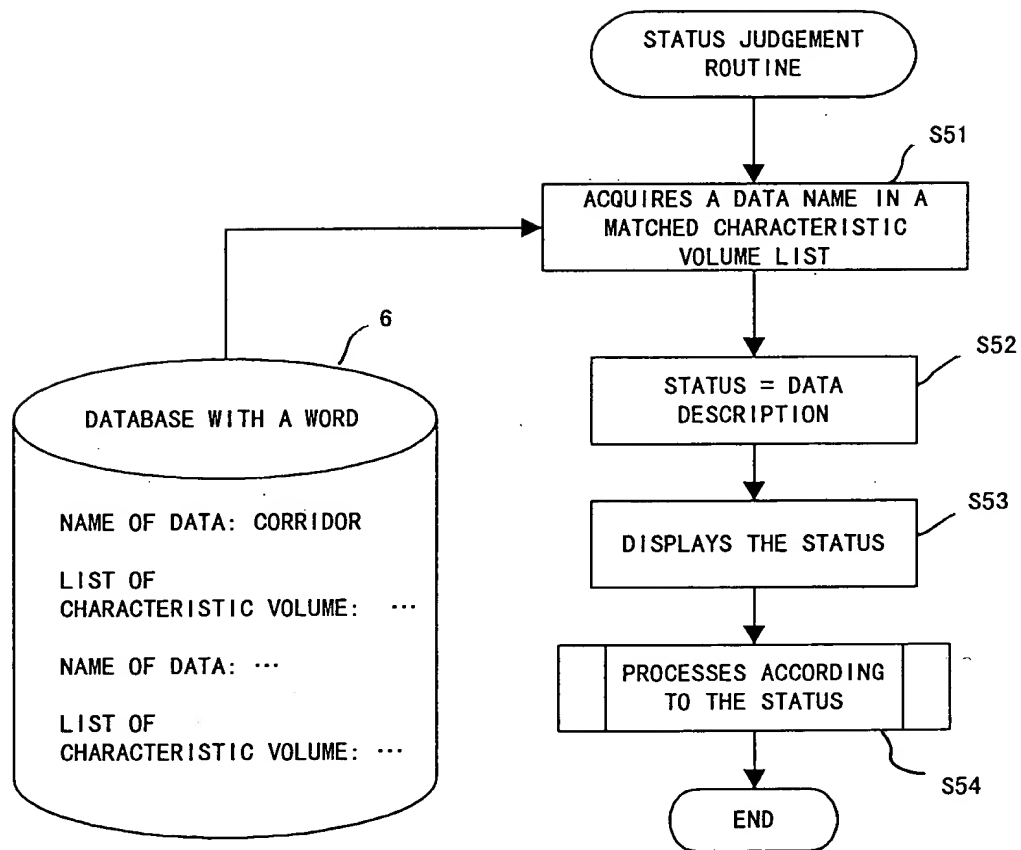 STATUS JUDGEMENT
ROUTINE
S51
ACQUIRES A DATA NAME IN A
MATCHED CHARACTERISTIC
VOLUME LIST
6
DATABASE WITH A WORD
NAME OF DATA: CORRIDOR
LIST OF
CHARACTERISTIC VOLUME: ···
NAME OF DATA: ···
LIST OF
CHARACTERISTIC VOLUME: ···
S52
STATUS = DATA
DESCRIPTION
S53
DISPLAYS THE STATUS
PROCESSES ACCORDING
TO THE STATUS
S54
END